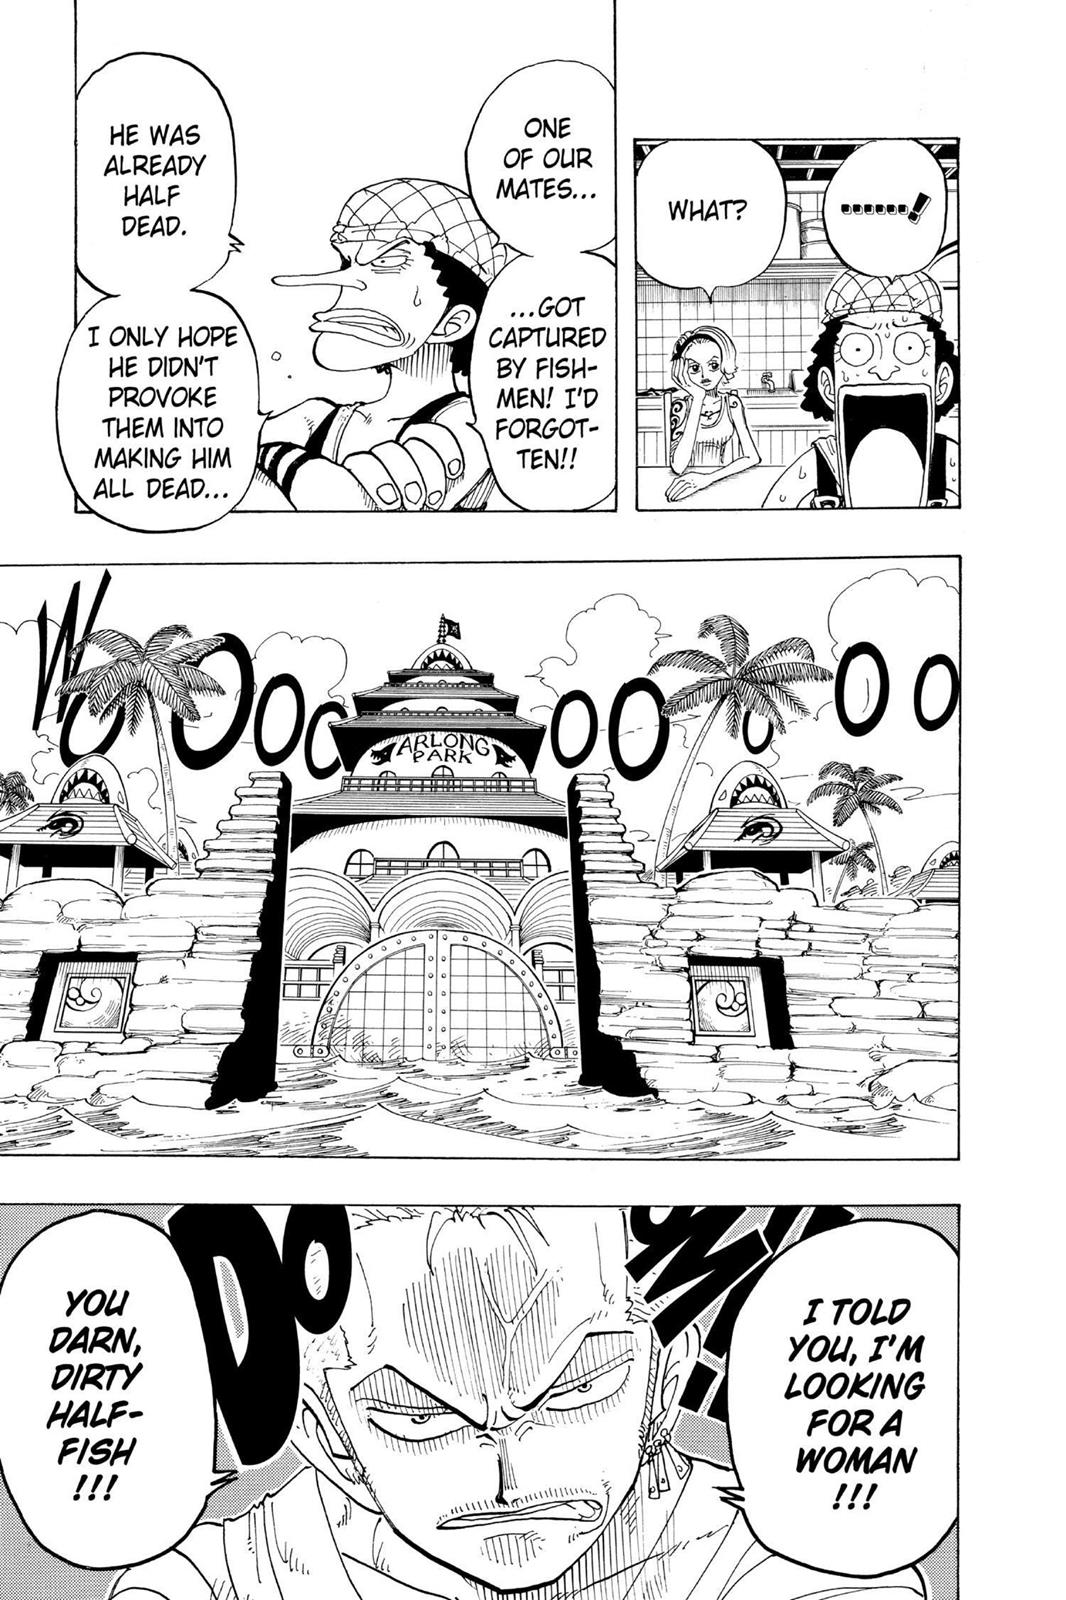 .......!
WHAT?
ONE
OF OUR
MATES...
...GOT
CAPTURED
BY FISH-
MEN! I'D
FORGOT-
TEN!!
HE WAS
ALREADY
HALF
DEAD.
I ONLY HOPE
HE DIDN'T
PROVOKE
THEM INTO
MAKING HIM
ALL DEAD...
WOOOOOOOOOOO
ARLONG
PARK
I TOLD
YOU, I'M
LOOKING
FOR A
WOMAN
!!!
DO
YOU
DARN,
DIRTY
HALF-
FISH
!!!